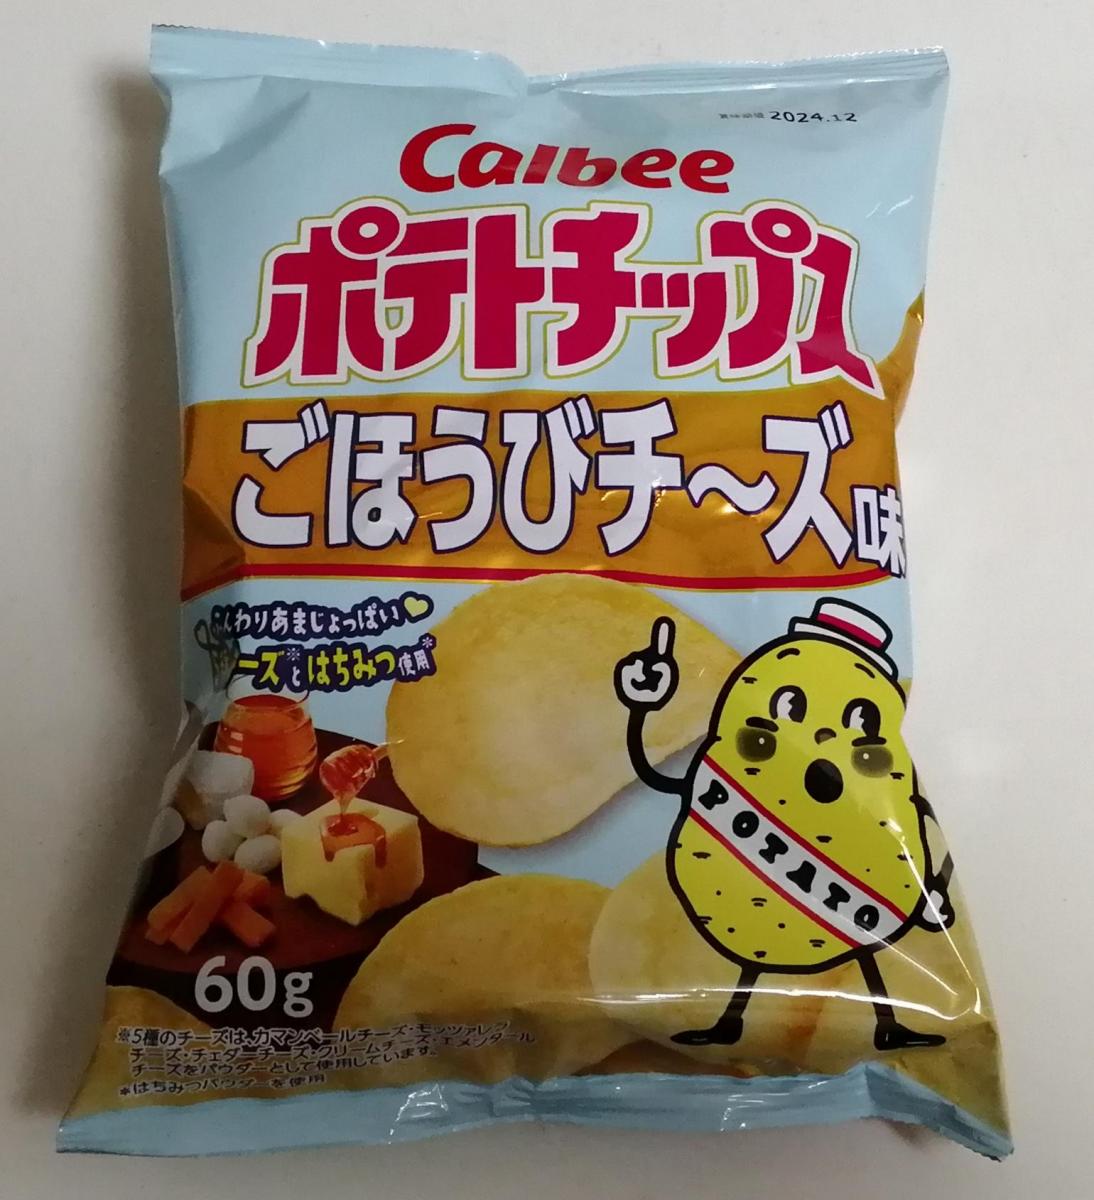 賞味期限 2024.12
Calbee
ポテトチップス
ごほうびチ〜ズ味
んわりあまじょっぱい
ーズ※とはちみつ使用*
POTATO
60g
※5種のチーズは、カマンベールチーズ・モッツァレラ
チーズ・チェダーチーズ・クリームチーズ・エメンタール
チーズをパウダーとして使用しています。
*はちみつパウダーを使用